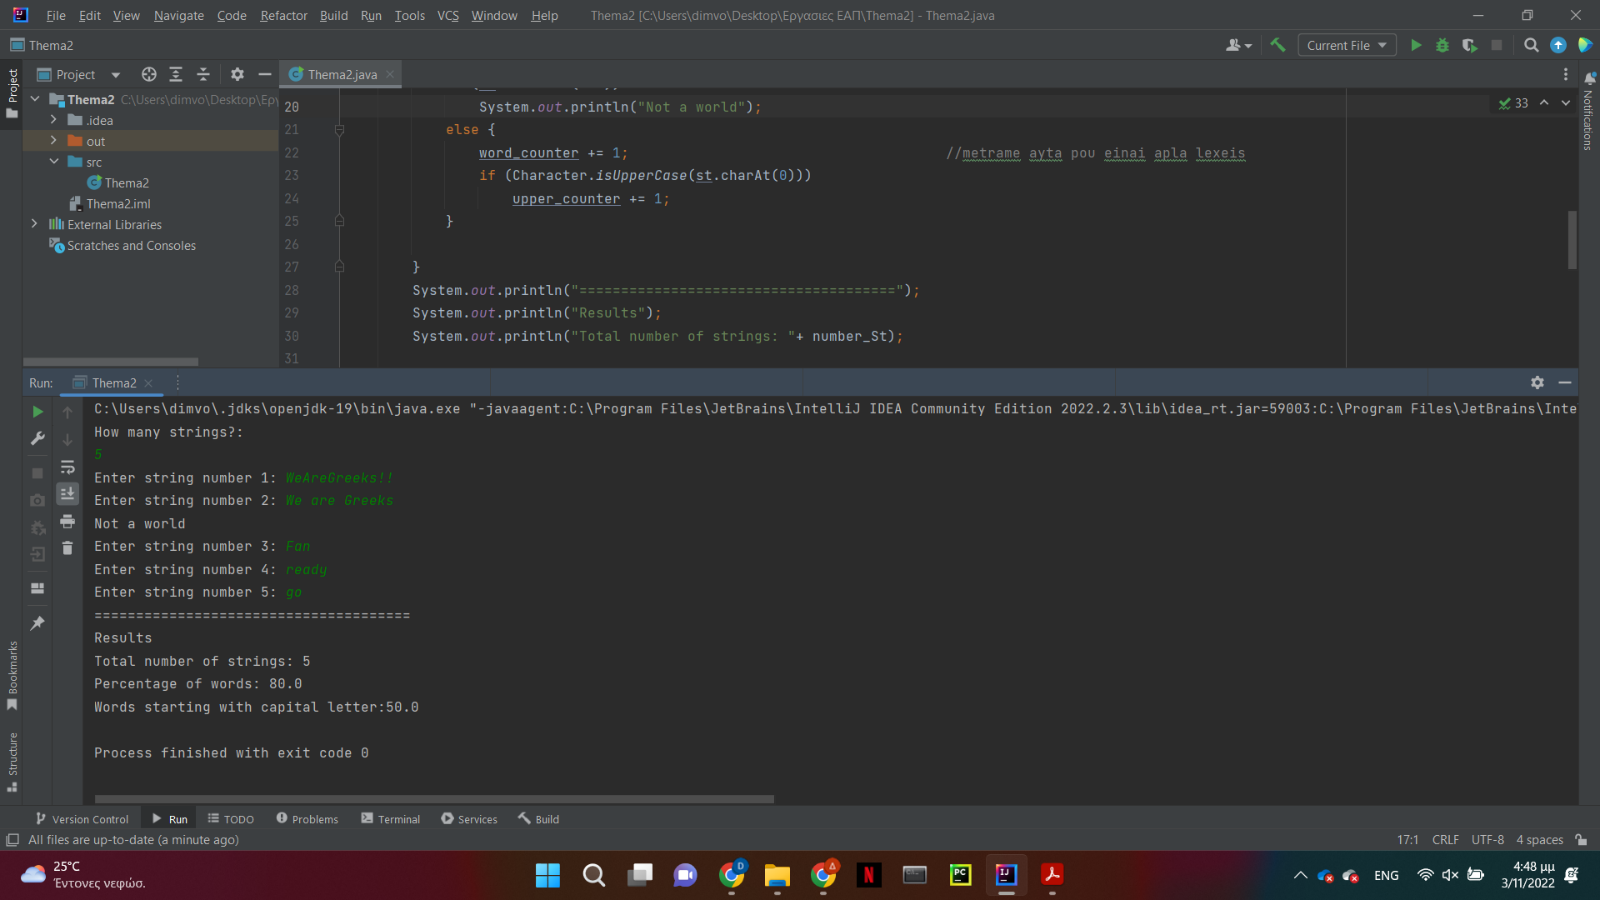 File Edit View Navigate Code Refactor Build Run Tools VCS Window Help Thema2 [C:\Users\dimvo\Desktop\Εργασιες ΕΑΠ\Thema2] - Thema2.java
Thema2 Current File
Project Thema2.java
Project
Thema2 C:\Users\dimvo\Desktop\Εργ
.idea
out
src
Thema2
Thema2.iml
External Libraries
Scratches and Consoles
20 System.out.println("Not a world");
21 else {
22 word_counter += 1; //metrame ayta pou einai apla lexeis
23 if (Character.isUpperCase(st.charAt(0)))
24 upper_counter += 1;
25 }
26
27 }
28 System.out.println("======================================");
29 System.out.println("Results");
30 System.out.println("Total number of strings: "+ number_St);
31
33
Notifications
Run: Thema2
C:\Users\dimvo\.jdks\openjdk-19\bin\java.exe "-javaagent:C:\Program Files\JetBrains\IntelliJ IDEA Community Edition 2022.2.3\lib\idea_rt.jar=59003:C:\Program Files\JetBrains\Inte
How many strings?:
5
Enter string number 1: WeAreGreeks!!
Enter string number 2: We are Greeks
Not a world
Enter string number 3: Fan
Enter string number 4: ready
Enter string number 5: go
======================================
Results
Total number of strings: 5
Percentage of words: 80.0
Words starting with capital letter:50.0
Process finished with exit code 0
Bookmarks
Structure
Version Control Run TODO Problems Terminal Services Build
All files are up-to-date (a minute ago) 17:1 CRLF UTF-8 4 spaces
25°C
Έντονες νεφώσ.
ENG
4:48 μμ
3/11/2022